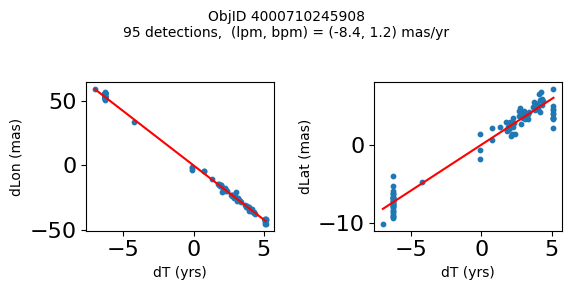 ObjID 4000710245908
95 detections,  (lpm, bpm) = (-8.4, 1.2) mas/yr
dLon (mas)
50
0
−50
−5
0
5
dT (yrs)
dLat (mas)
0
−10
−5
0
5
dT (yrs)